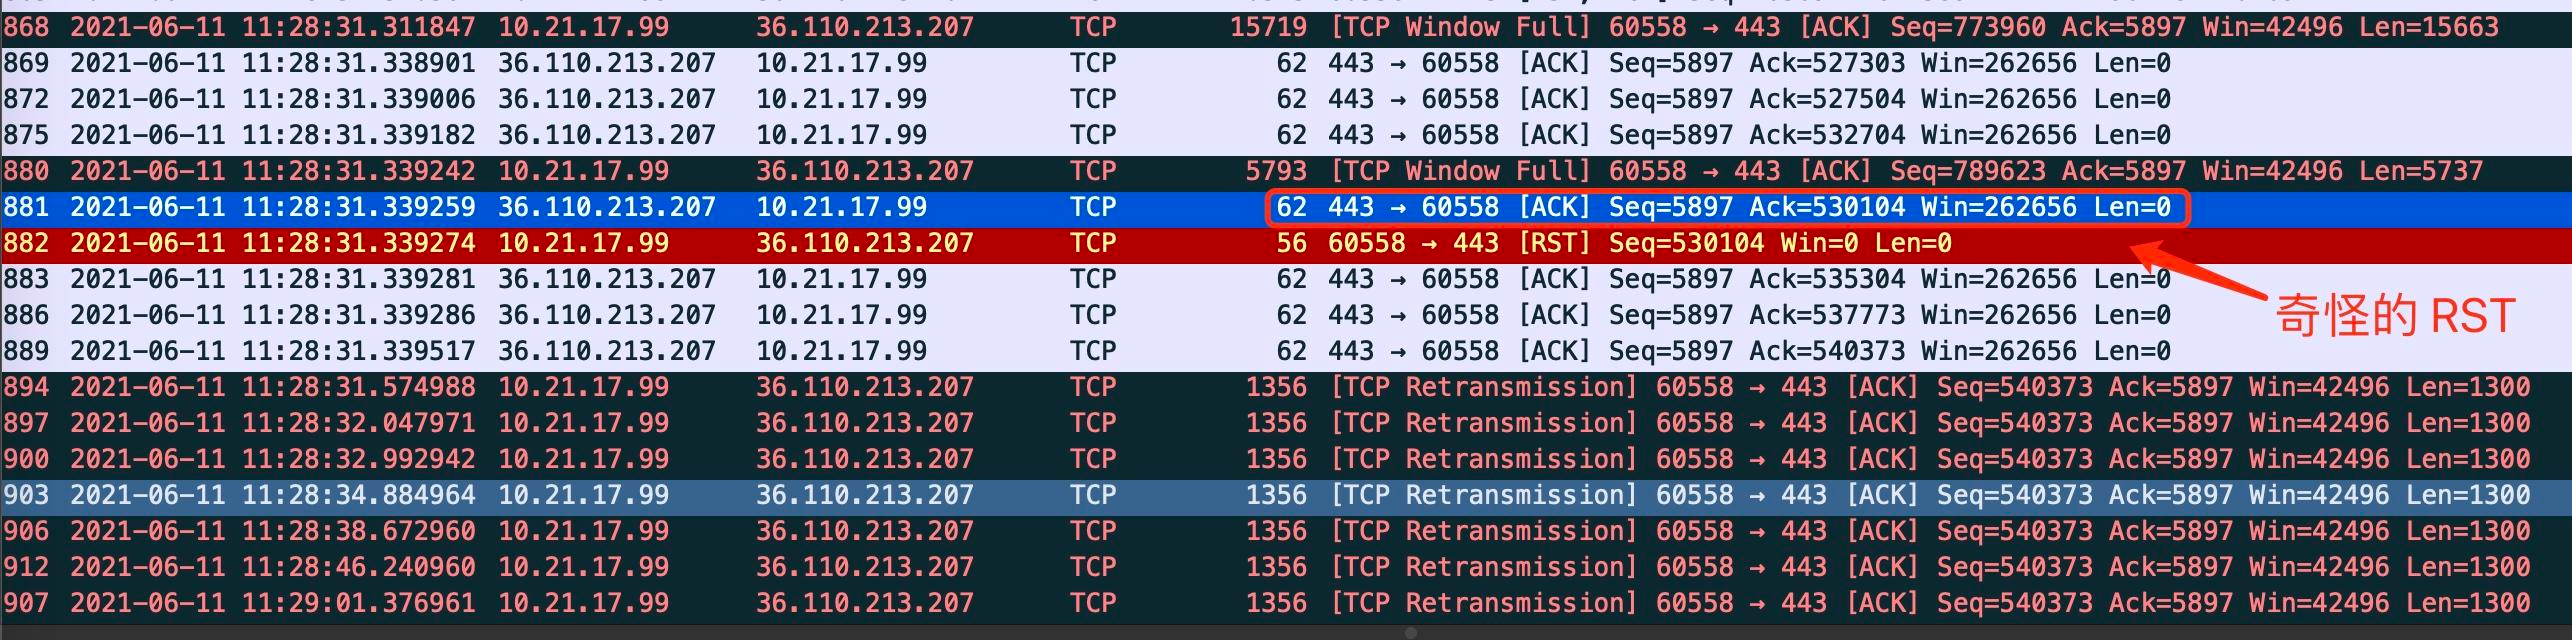 868 2021-06-11 11:28:31.311847 10.21.17.99 36.110.213.207 TCP 15719 [TCP Window Full] 60558 → 443 [ACK] Seq=773960 Ack=5897 Win=42496 Len=15663
869 2021-06-11 11:28:31.338901 36.110.213.207 10.21.17.99 TCP 62 443 → 60558 [ACK] Seq=5897 Ack=527303 Win=262656 Len=0
872 2021-06-11 11:28:31.339006 36.110.213.207 10.21.17.99 TCP 62 443 → 60558 [ACK] Seq=5897 Ack=527504 Win=262656 Len=0
875 2021-06-11 11:28:31.339182 36.110.213.207 10.21.17.99 TCP 62 443 → 60558 [ACK] Seq=5897 Ack=532704 Win=262656 Len=0
880 2021-06-11 11:28:31.339242 10.21.17.99 36.110.213.207 TCP 5793 [TCP Window Full] 60558 → 443 [ACK] Seq=789623 Ack=5897 Win=42496 Len=5737
881 2021-06-11 11:28:31.339259 36.110.213.207 10.21.17.99 TCP 62 443 → 60558 [ACK] Seq=5897 Ack=530104 Win=262656 Len=0
882 2021-06-11 11:28:31.339274 10.21.17.99 36.110.213.207 TCP 56 60558 → 443 [RST] Seq=530104 Win=0 Len=0
883 2021-06-11 11:28:31.339281 36.110.213.207 10.21.17.99 TCP 62 443 → 60558 [ACK] Seq=5897 Ack=535304 Win=262656 Len=0
奇怪的 RST
886 2021-06-11 11:28:31.339286 36.110.213.207 10.21.17.99 TCP 62 443 → 60558 [ACK] Seq=5897 Ack=537773 Win=262656 Len=0
889 2021-06-11 11:28:31.339517 36.110.213.207 10.21.17.99 TCP 62 443 → 60558 [ACK] Seq=5897 Ack=540373 Win=262656 Len=0
894 2021-06-11 11:28:31.574988 10.21.17.99 36.110.213.207 TCP 1356 [TCP Retransmission] 60558 → 443 [ACK] Seq=540373 Ack=5897 Win=42496 Len=1300
897 2021-06-11 11:28:32.047971 10.21.17.99 36.110.213.207 TCP 1356 [TCP Retransmission] 60558 → 443 [ACK] Seq=540373 Ack=5897 Win=42496 Len=1300
900 2021-06-11 11:28:32.992942 10.21.17.99 36.110.213.207 TCP 1356 [TCP Retransmission] 60558 → 443 [ACK] Seq=540373 Ack=5897 Win=42496 Len=1300
903 2021-06-11 11:28:34.884964 10.21.17.99 36.110.213.207 TCP 1356 [TCP Retransmission] 60558 → 443 [ACK] Seq=540373 Ack=5897 Win=42496 Len=1300
906 2021-06-11 11:28:38.672960 10.21.17.99 36.110.213.207 TCP 1356 [TCP Retransmission] 60558 → 443 [ACK] Seq=540373 Ack=5897 Win=42496 Len=1300
912 2021-06-11 11:28:46.240960 10.21.17.99 36.110.213.207 TCP 1356 [TCP Retransmission] 60558 → 443 [ACK] Seq=540373 Ack=5897 Win=42496 Len=1300
907 2021-06-11 11:29:01.376961 10.21.17.99 36.110.213.207 TCP 1356 [TCP Retransmission] 60558 → 443 [ACK] Seq=540373 Ack=5897 Win=42496 Len=1300